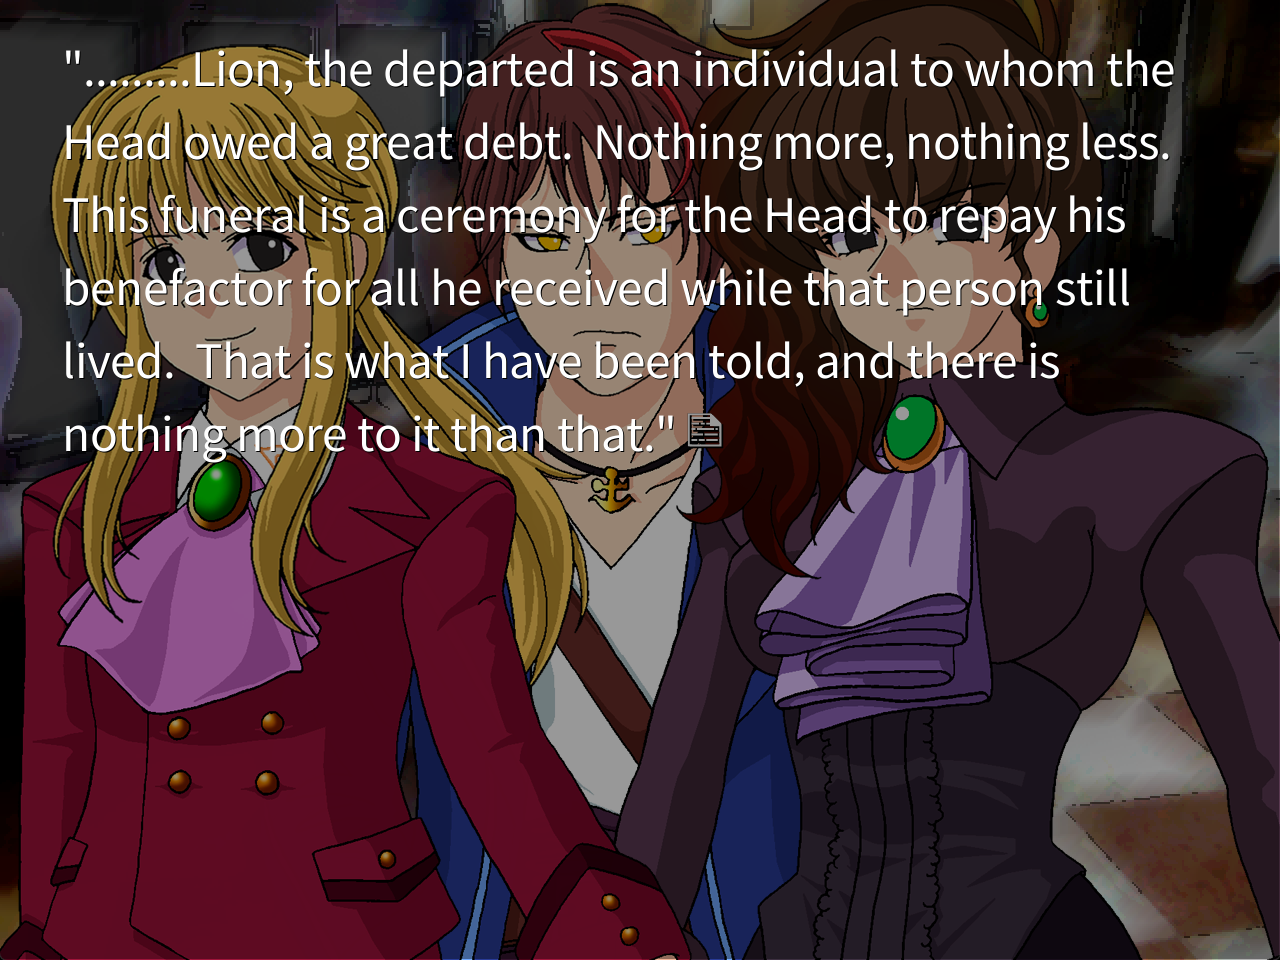 ".........Lion, the departed is an individual to whom the
Head owed a great debt.  Nothing more, nothing less.
This funeral is a ceremony for the Head to repay his
benefactor for all he received while that person still
lived.  That is what I have been told, and there is
nothing more to it than that."